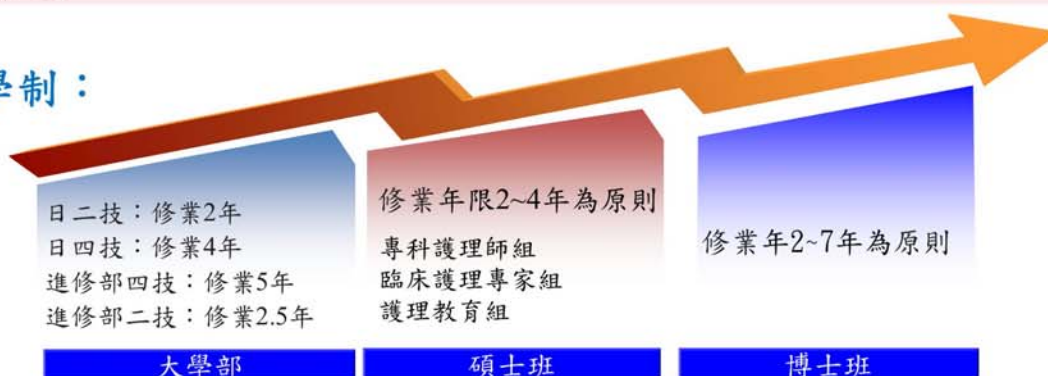 學制：
日二技：修業2年
日四技：修業4年
進修部四技：修業5年
進修部二技：修業2.5年
大學部
修業年限2~4年為原則
專科護理師組
臨床護理專家組
護理教育組
碩士班
修業年2~7年為原則
博士班